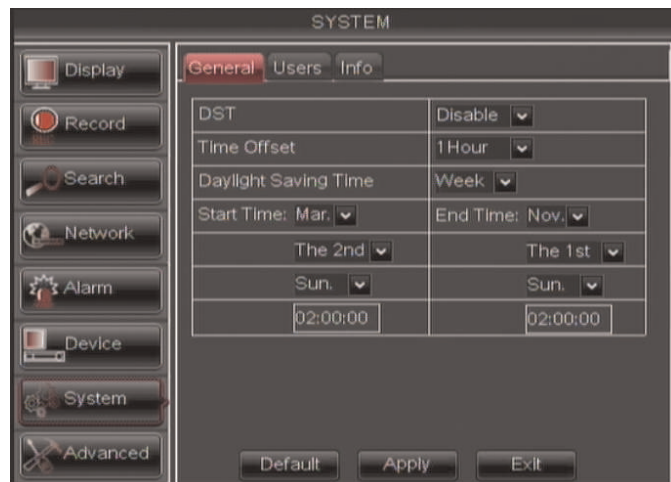 SYSTEM
Display
Record
Search
Network
Alarm
Device
System
Advanced
General Users Info
DST Disable
Time Offset 1Hour
Daylight Saving Time Week
Start Time: Mar. End Time: Nov.
The 2nd The 1st
Sun. Sun.
02:00:00 02:00:00
Default Apply Exit